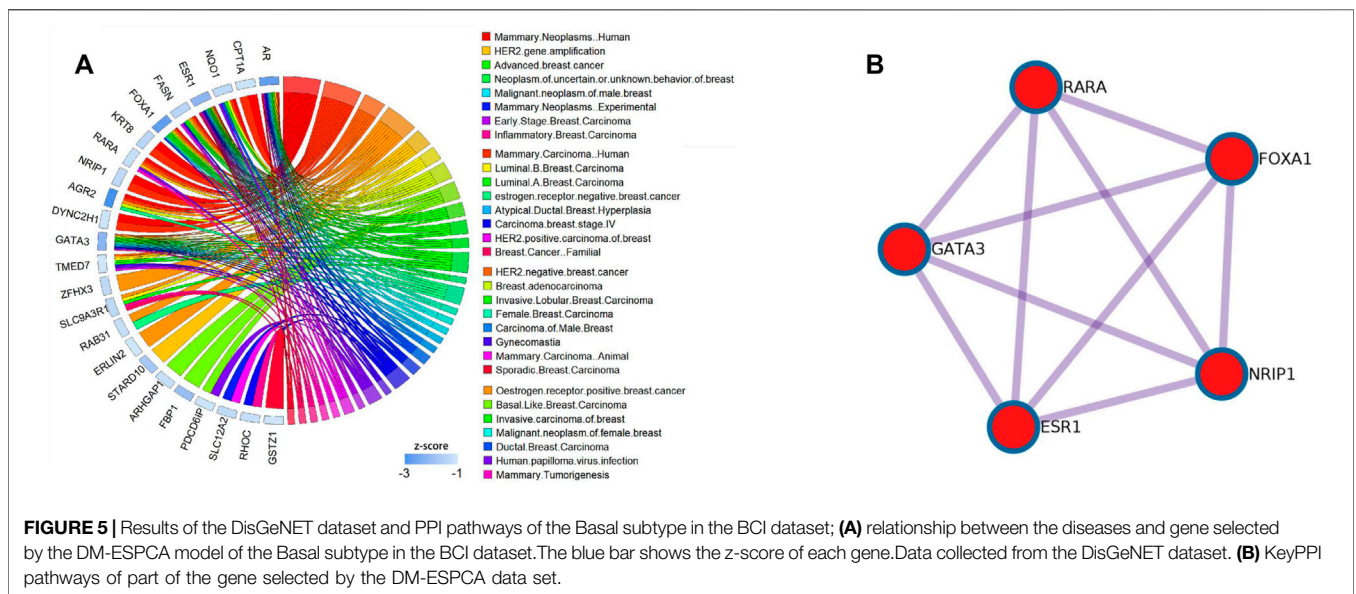 A
AR
CPT1A
NQO1
ESR1
FASN
FOXA1
KRT8
RARA
NRIP1
AGR2
DYNC2H1
GATA3
TMED7
ZFHX3
SLC9A3R1
RAB31
ERLIN2
STARD10
ARHGAP1
FBP1
PDCD6IP
SLC12A2
RHOC
GSTZ1
z-score
-3 -1
Mammary.Neoplasms..Human
HER2.gene.amplification
Advanced.breast.cancer
Neoplasm.of.uncertain.or.unknown.behavior.of.breast
Malignant.neoplasm.of.male.breast
Mammary.Neoplasms..Experimental
Early.Stage.Breast.Carcinoma
Inflammatory.Breast.Carcinoma
Mammary.Carcinoma..Human
Luminal.B.Breast.Carcinoma
Luminal.A.Breast.Carcinoma
estrogen.receptor.negative.breast.cancer
Atypical.Ductal.Breast.Hyperplasia
Carcinoma.breast.stage.IV
HER2.positive.carcinoma.of.breast
Breast.Cancer..Familial
HER2.negative.breast.cancer
Breast.adenocarcinoma
Invasive.Lobular.Breast.Carcinoma
Female.Breast.Carcinoma
Carcinoma.of.Male.Breast
Gynecomastia
Mammary.Carcinoma..Animal
Sporadic.Breast.Carcinoma
Oestrogen.receptor.positive.breast.cancer
Basal.Like.Breast.Carcinoma
Invasive.carcinoma.of.breast
Malignant.neoplasm.of.female.breast
Ductal.Breast.Carcinoma
Human.papilloma.virus.infection
Mammary.Tumorigenesis
B
RARA
FOXA1
GATA3
NRIP1
ESR1
FIGURE 5 | Results of the DisGeNET dataset and PPI pathways of the Basal subtype in the BCI dataset; (A) relationship between the diseases and gene selected
by the DM-ESPCA model of the Basal subtype in the BCI dataset.The blue bar shows the z-score of each gene.Data collected from the DisGeNET dataset. (B) KeyPPI
pathways of part of the gene selected by the DM-ESPCA data set.